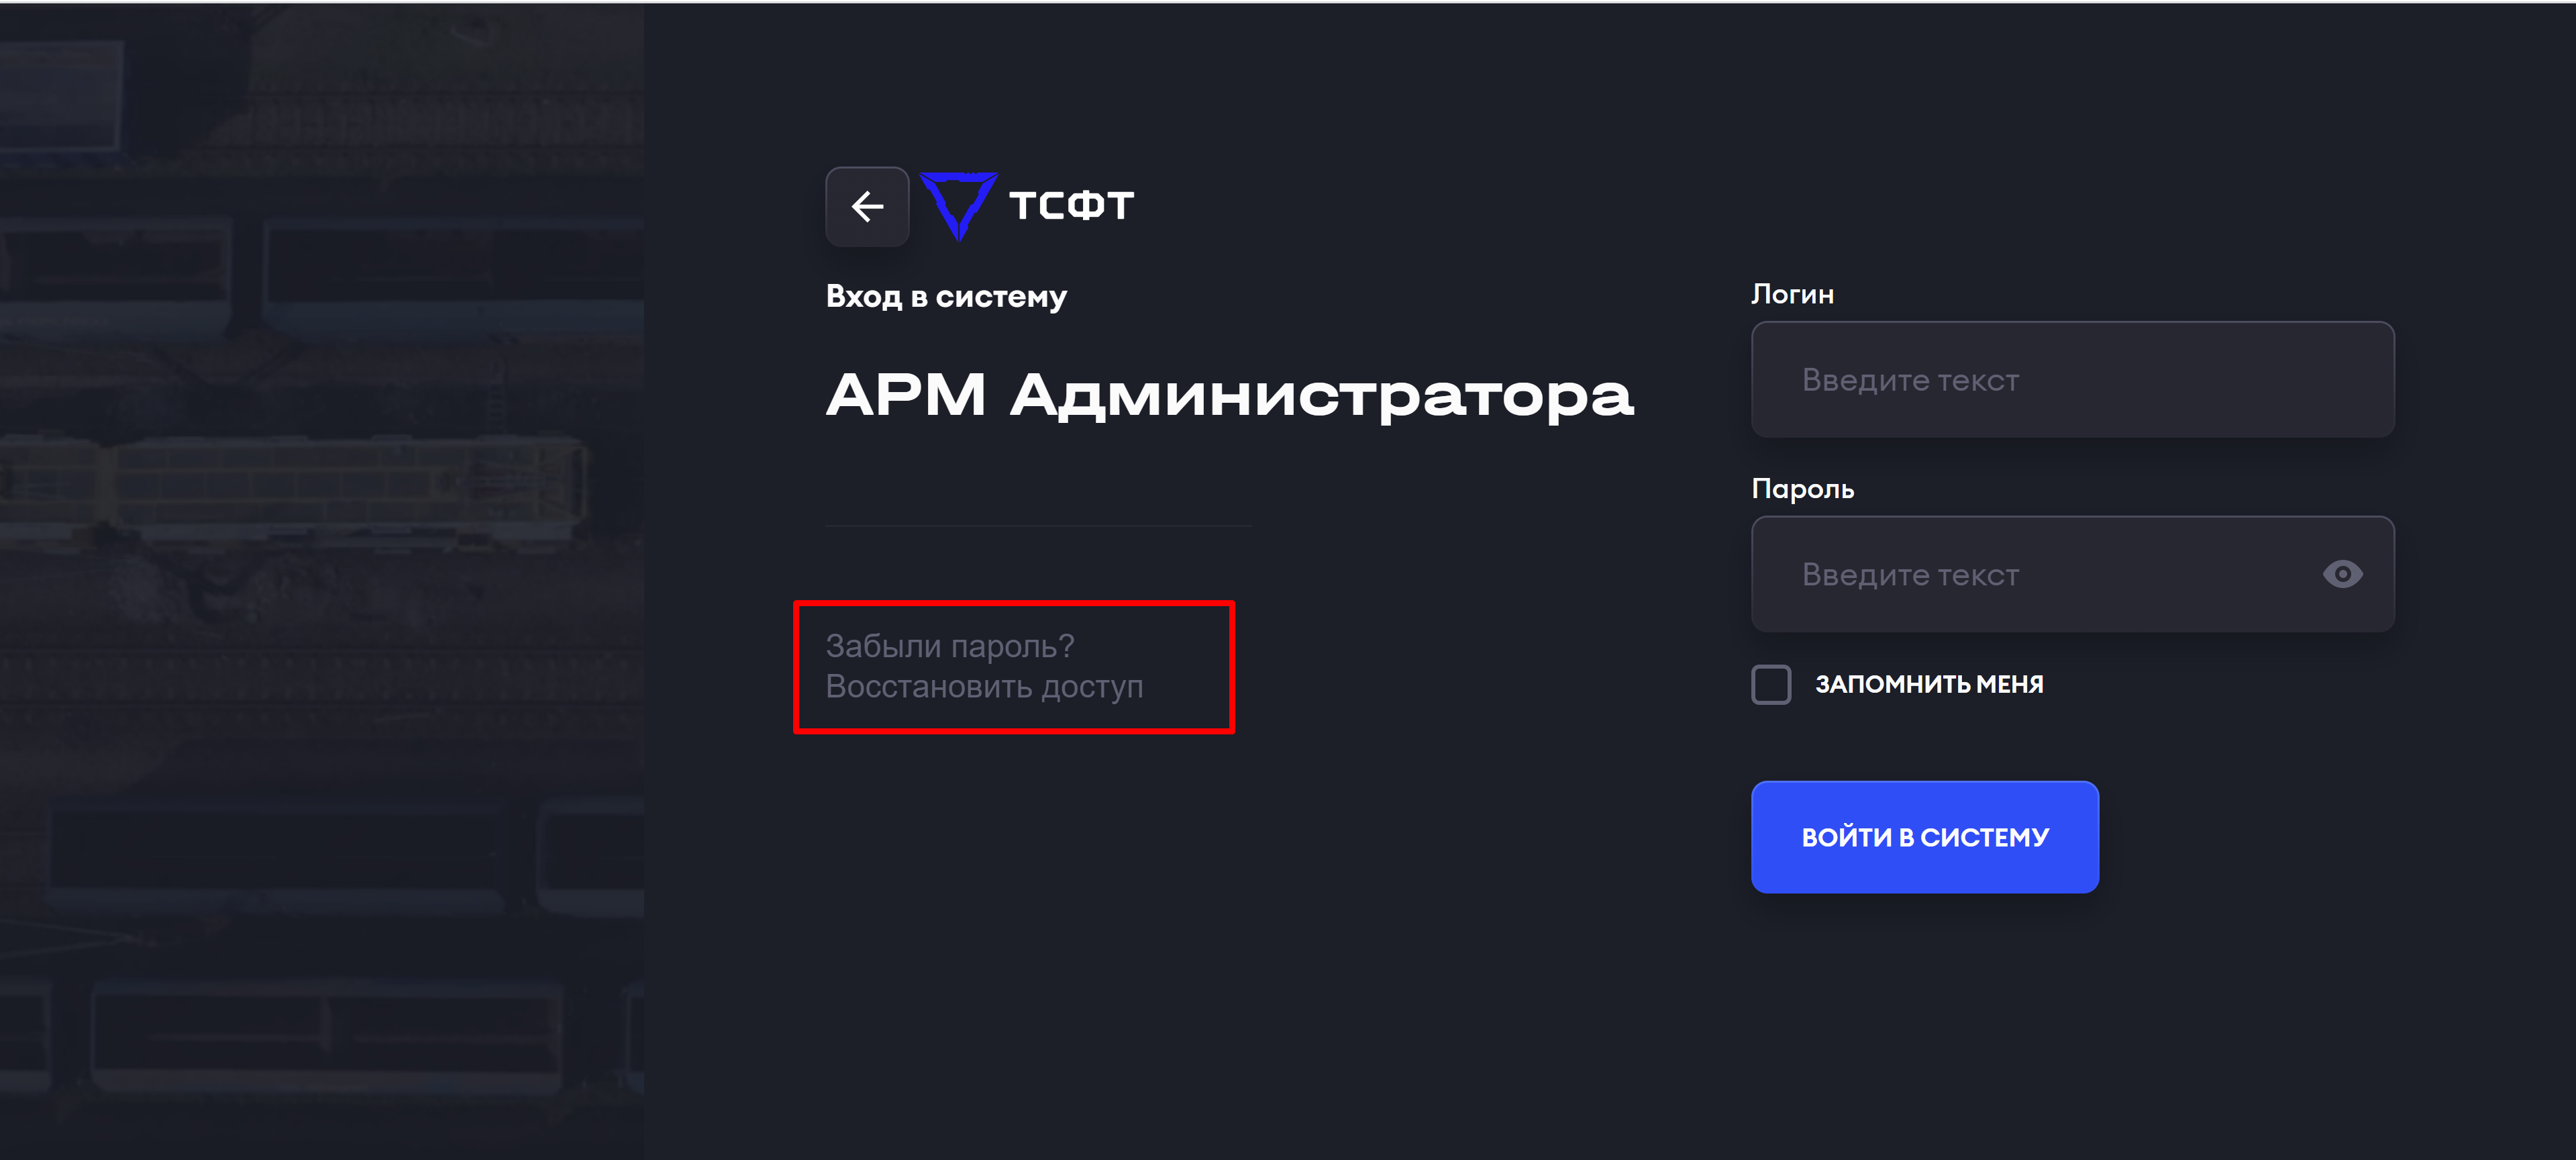 ТСФТ
Вход в систему
АРМ Администратора
Забыли пароль?
Восстановить доступ
Логин
Введите текст
Пароль
Введите текст
ЗАПОМНИТЬ МЕНЯ
ВОЙТИ В СИСТЕМУ